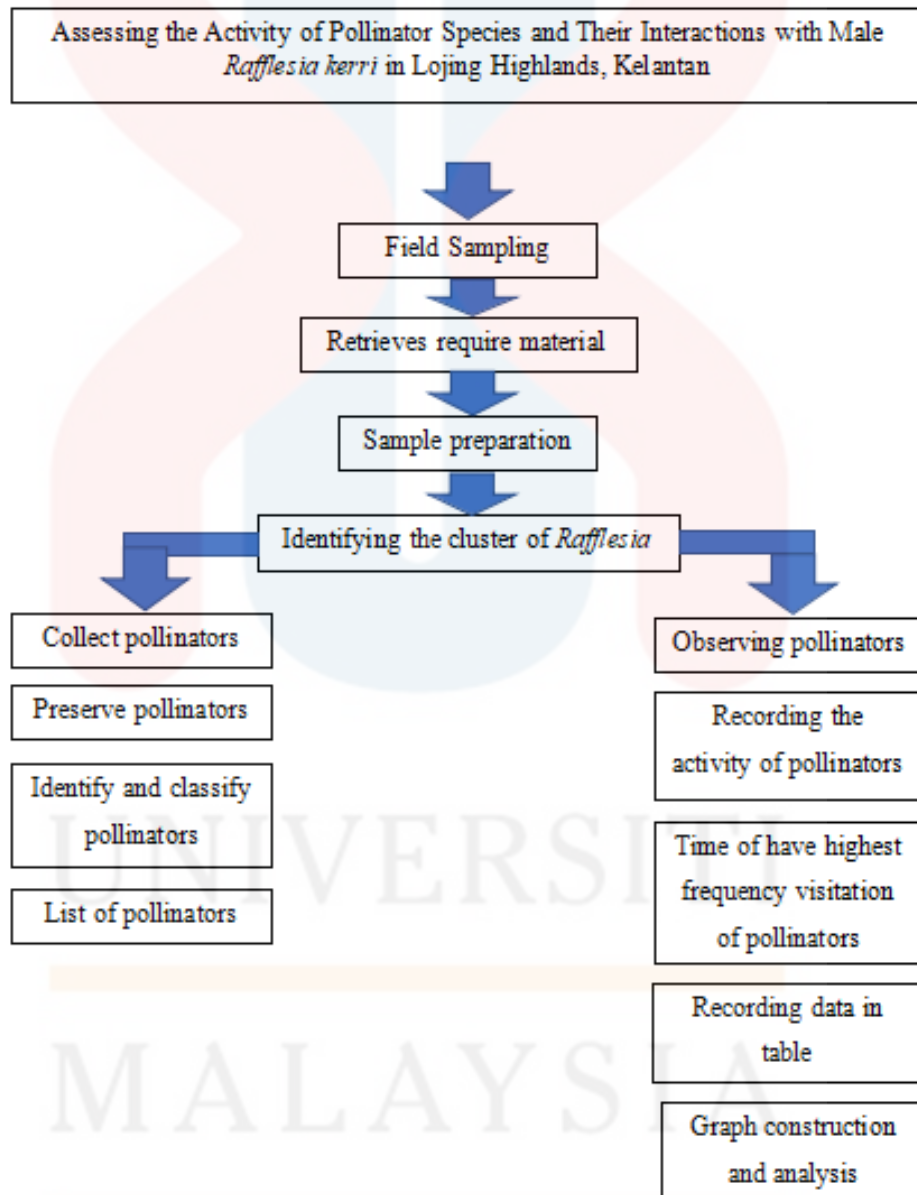 Assessing the Activity of Pollinator Species and Their Interactions with Male
Rafflesia kerri in Lojing Highlands, Kelantan
Field Sampling
Retrieves require material
Sample preparation
Identifying the cluster of Rafflesia
Collect pollinators
Preserve pollinators
Identify and classify
pollinators
List of pollinators
Observing pollinators
Recording the
activity of pollinators
Time of have highest
frequency visitation
of pollinators
Recording data in
table
Graph construction
and analysis
UNIVERSITI
MALAYSIA